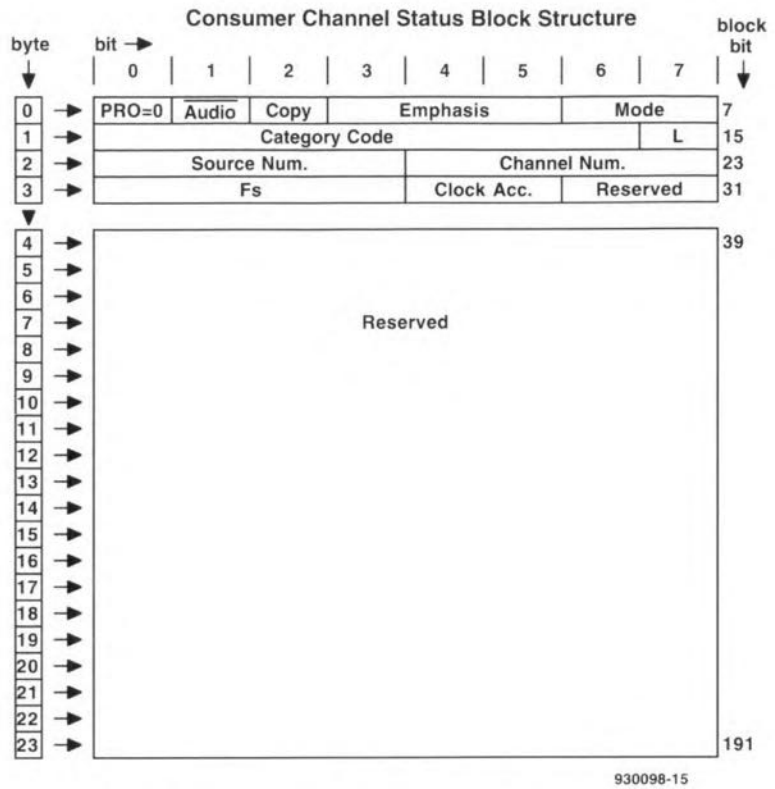 Consumer Channel Status Block Structure
byte bit block bit
0 1 2 3 4 5 6 7
0 PRO=0 Audio Copy Emphasis Mode 7
1 Category Code L 15
2 Source Num. Channel Num. 23
3 Fs Clock Acc. Reserved 31
4 39
5
6
7 Reserved
8
9
10
11
12
13
14
15
16
17
18
19
20
21
22
23 191
930098-15